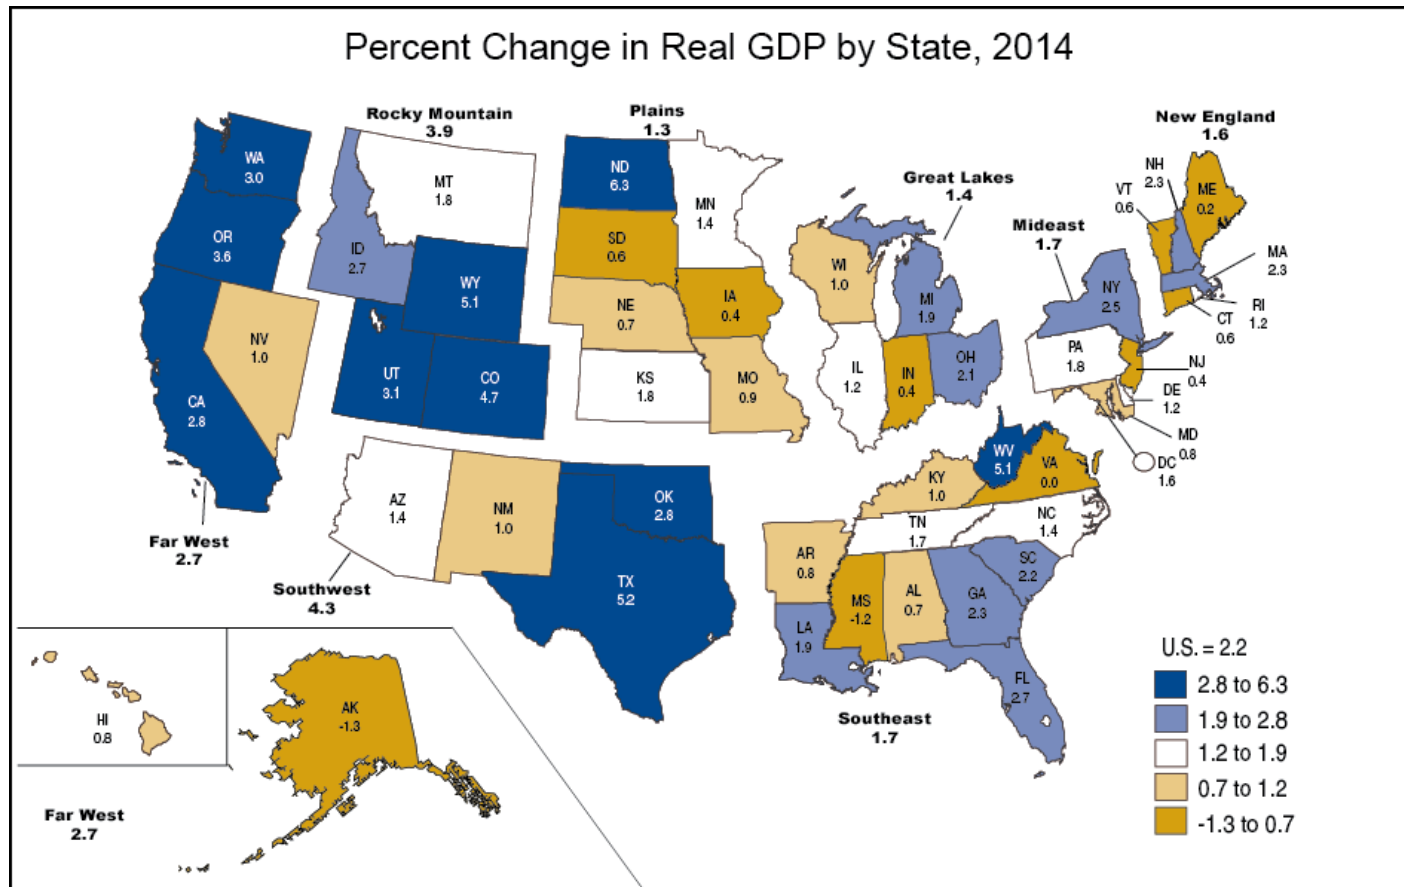 Percent Change in Real GDP by State, 2014
Rocky Mountain
3.9
Plains
1.3
New England
1.6
Great Lakes
1.4
Mideast
1.7
Far West
2.7
Southwest
4.3
Southeast
1.7
Far West
2.7
WA
3.0
OR
3.6
CA
2.8
NV
1.0
ID
2.7
MT
1.8
WY
5.1
UT
3.1
CO
4.7
AZ
1.4
NM
1.0
TX
5.2
OK
2.8
ND
6.3
SD
0.6
NE
0.7
KS
1.8
MN
1.4
IA
0.4
MO
0.9
WI
1.0
IL
1.2
MI
1.9
IN
0.4
OH
2.1
KY
1.0
TN
1.7
AR
0.8
LA
1.9
MS
-1.2
AL
0.7
GA
2.3
FL
2.7
SC
2.2
NC
1.4
VA
0.0
WV
5.1
PA
1.8
NY
2.5
VT
0.6
NH
2.3
ME
0.2
MA
2.3
RI
1.2
CT
0.6
NJ
0.4
DE
1.2
MD
0.8
DC
1.6
HI
0.8
AK
-1.3
U.S. = 2.2
2.8 to 6.3
1.9 to 2.8
1.2 to 1.9
0.7 to 1.2
-1.3 to 0.7